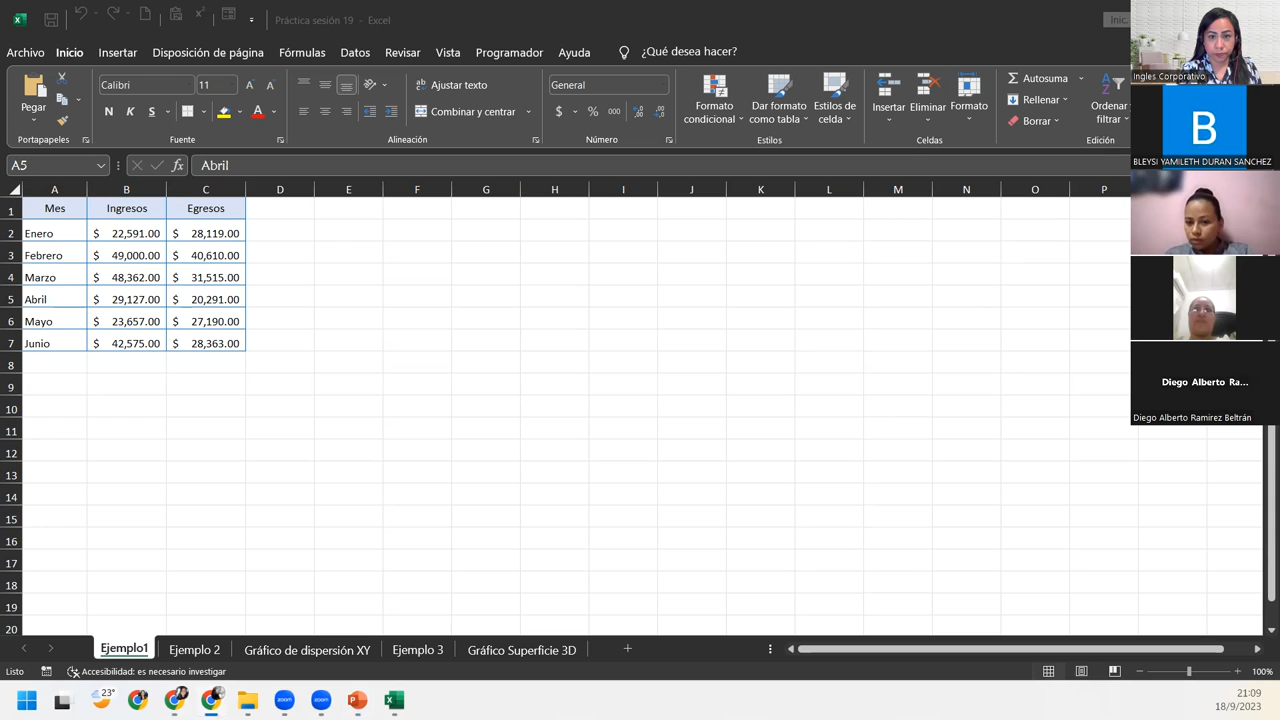 Práctica sesión 19 - Excel
Inic
Inicio Insertar Disposición de página Fórmulas Datos Revisar Programador Ayuda ¿Qué desea hacer?
Pegar
Portapapeles
Calibri 11
N K S
Fuente
ab Ajustar texto
Combinar y centrar
Alineación
General
$ % 000
Número
Formato condicional
Dar formato como tabla
Estilos de celda
Estilos
Insertar Eliminar Formato
Celdas
Autosuma
Rellenar
Borrar
Ordenar
filtrar
Edición
A5 fx Abril
A B C D E F G H I J K L M N O P
1 Mes Ingresos Egresos
2 Enero $ 22,591.00 $ 28,119.00
3 Febrero $ 49,000.00 $ 40,610.00
4 Marzo $ 48,362.00 $ 31,515.00
5 Abril $ 29,127.00 $ 20,291.00
6 Mayo $ 23,657.00 $ 27,190.00
7 Junio $ 42,575.00 $ 28,363.00
8
9
10
11
12
13
14
15
16
17
18
19
20
Ejemplo1 Ejemplo 2 Gráfico de dispersión XY Ejemplo 3 Gráfico Superficie 3D
Listo Accesibilidad: es necesario investigar 100%
23°
zoom zoom
21:09
18/9/2023
Ingles Corporativo
B
BLEYSI YAMILETH DURAN SANCHEZ
Diego Alberto Ra...
Diego Alberto Ramirez Beltrán